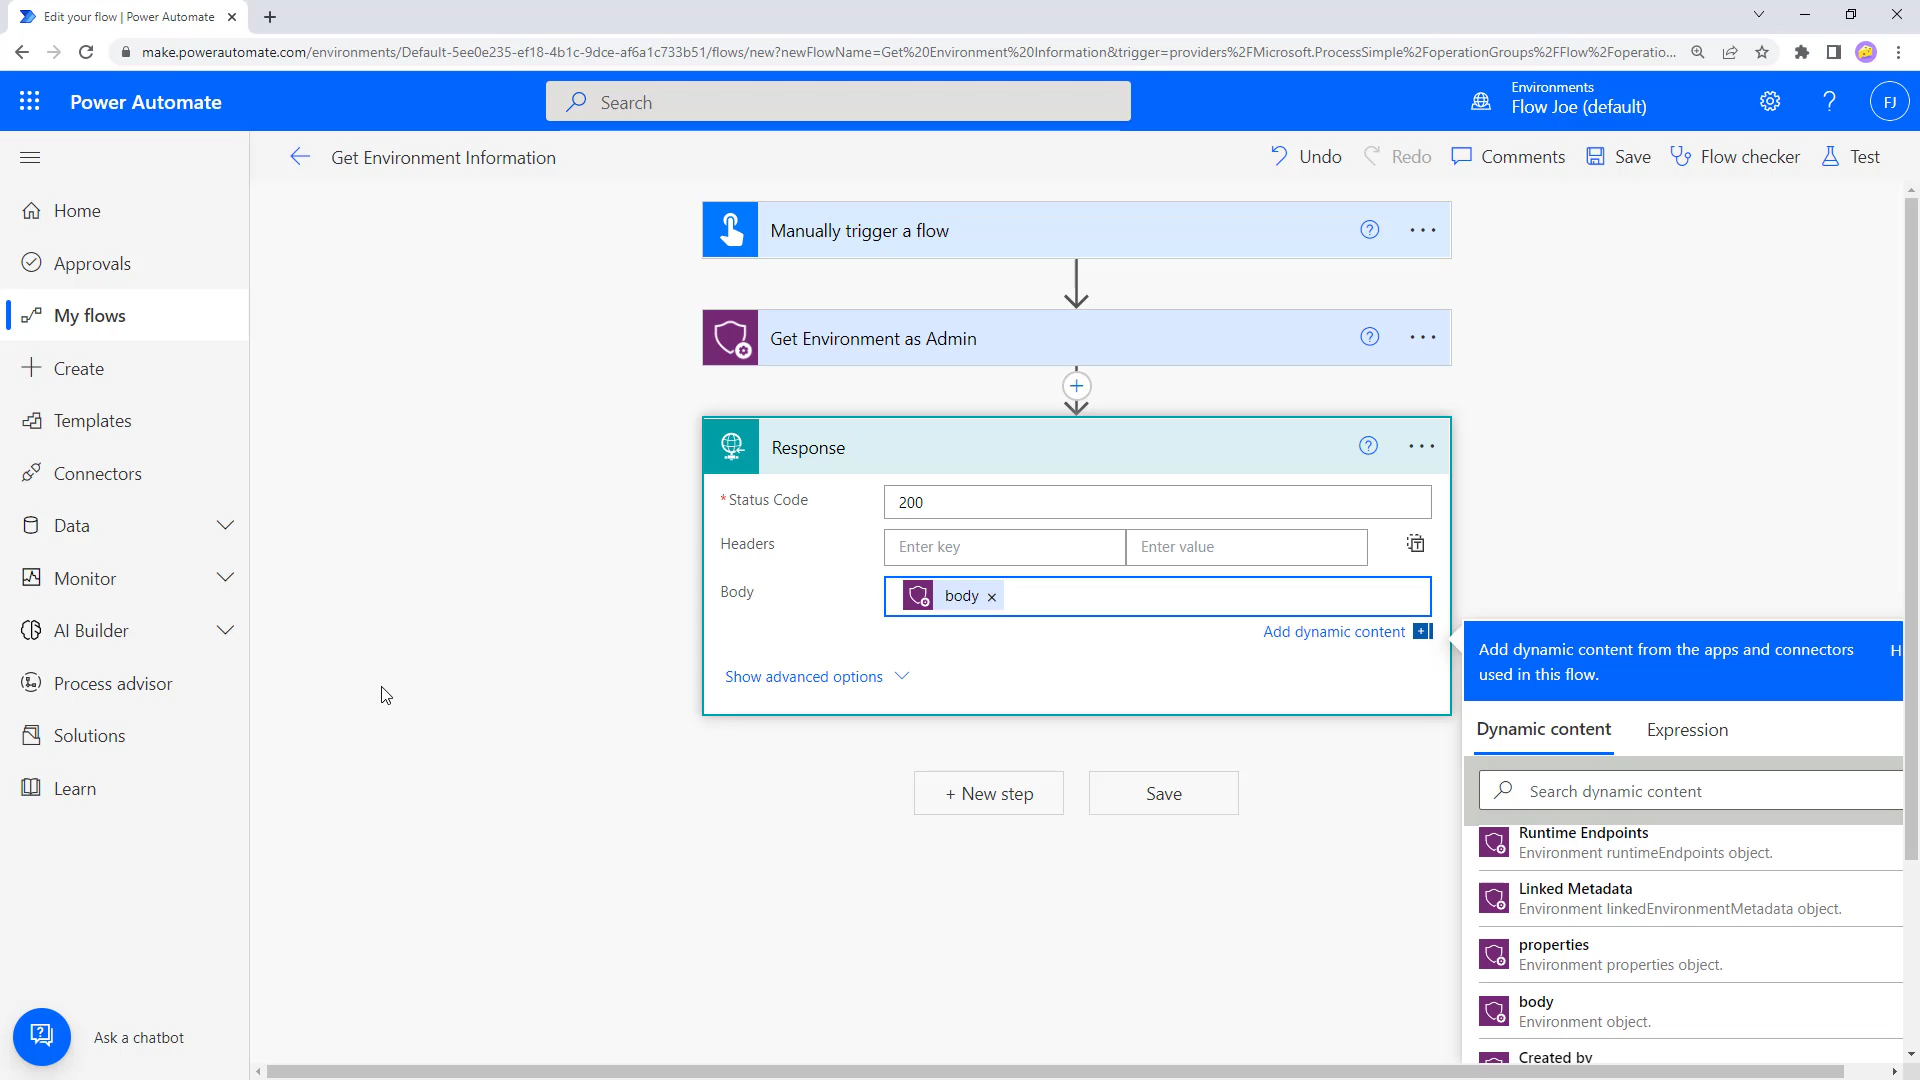 Edit your flow | Power Automate
make.powerautomate.com/environments/Default-5ee0e235-ef18-4b1c-9dce-af6a1c733b51/flows/new?newFlowName=Get%20Environment%20Information&trigger=providers%2FMicrosoft.ProcessSimple%2FoperationGroups%2FFlow%2Foperatio...
Power Automate
Search
Environments
Flow Joe (default)
?
FJ
Get Environment Information
Undo
Redo
Comments
Save
Flow checker
Test
Home
Approvals
My flows
Create
Templates
Connectors
Data
Monitor
AI Builder
Process advisor
Solutions
Learn
Ask a chatbot
Manually trigger a flow
Get Environment as Admin
Response
* Status Code
200
Headers
Enter key
Enter value
Body
body
Add dynamic content
Show advanced options
+ New step
Save
Add dynamic content from the apps and connectors
used in this flow.
H
Dynamic content
Expression
Search dynamic content
Runtime Endpoints
Environment runtimeEndpoints object.
Linked Metadata
Environment linkedEnvironmentMetadata object.
properties
Environment properties object.
body
Environment object.
Created by